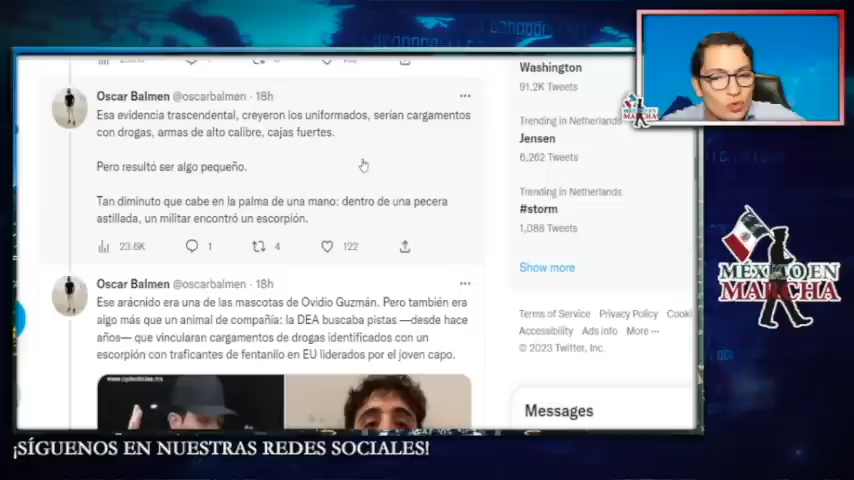 Oscar Balmen @oscarbalmen · 18h
Esa evidencia trascendental, creyeron los uniformados, serían cargamentos
con drogas, armas de alto calibre, cajas fuertes.
Pero resultó ser algo pequeño.
Tan diminuto que cabe en la palma de una mano: dentro de una pecera
astillada, un militar encontró un escorpión.
23.6K 1 4 122
Oscar Balmen @oscarbalmen · 18h
Ese arácnido era una de las mascotas de Ovidio Guzmán. Pero también era
algo más que un animal de compañía: la DEA buscaba pistas —desde hace
años— que vincularan cargamentos de drogas identificados con un
escorpión con traficantes de fentanilo en EU liderados por el joven capo.
Washington
91.2K Tweets
Trending in Netherlands
Jensen
6,262 Tweets
Trending in Netherlands
#storm
1,088 Tweets
Show more
Terms of Service Privacy Policy Cooki
Accessibility Ads info More
© 2023 Twitter, Inc.
Messages
MÉXICO EN
MARCHA
MÉXICO EN
MARCHA
¡SÍGUENOS EN NUESTRAS REDES SOCIALES!